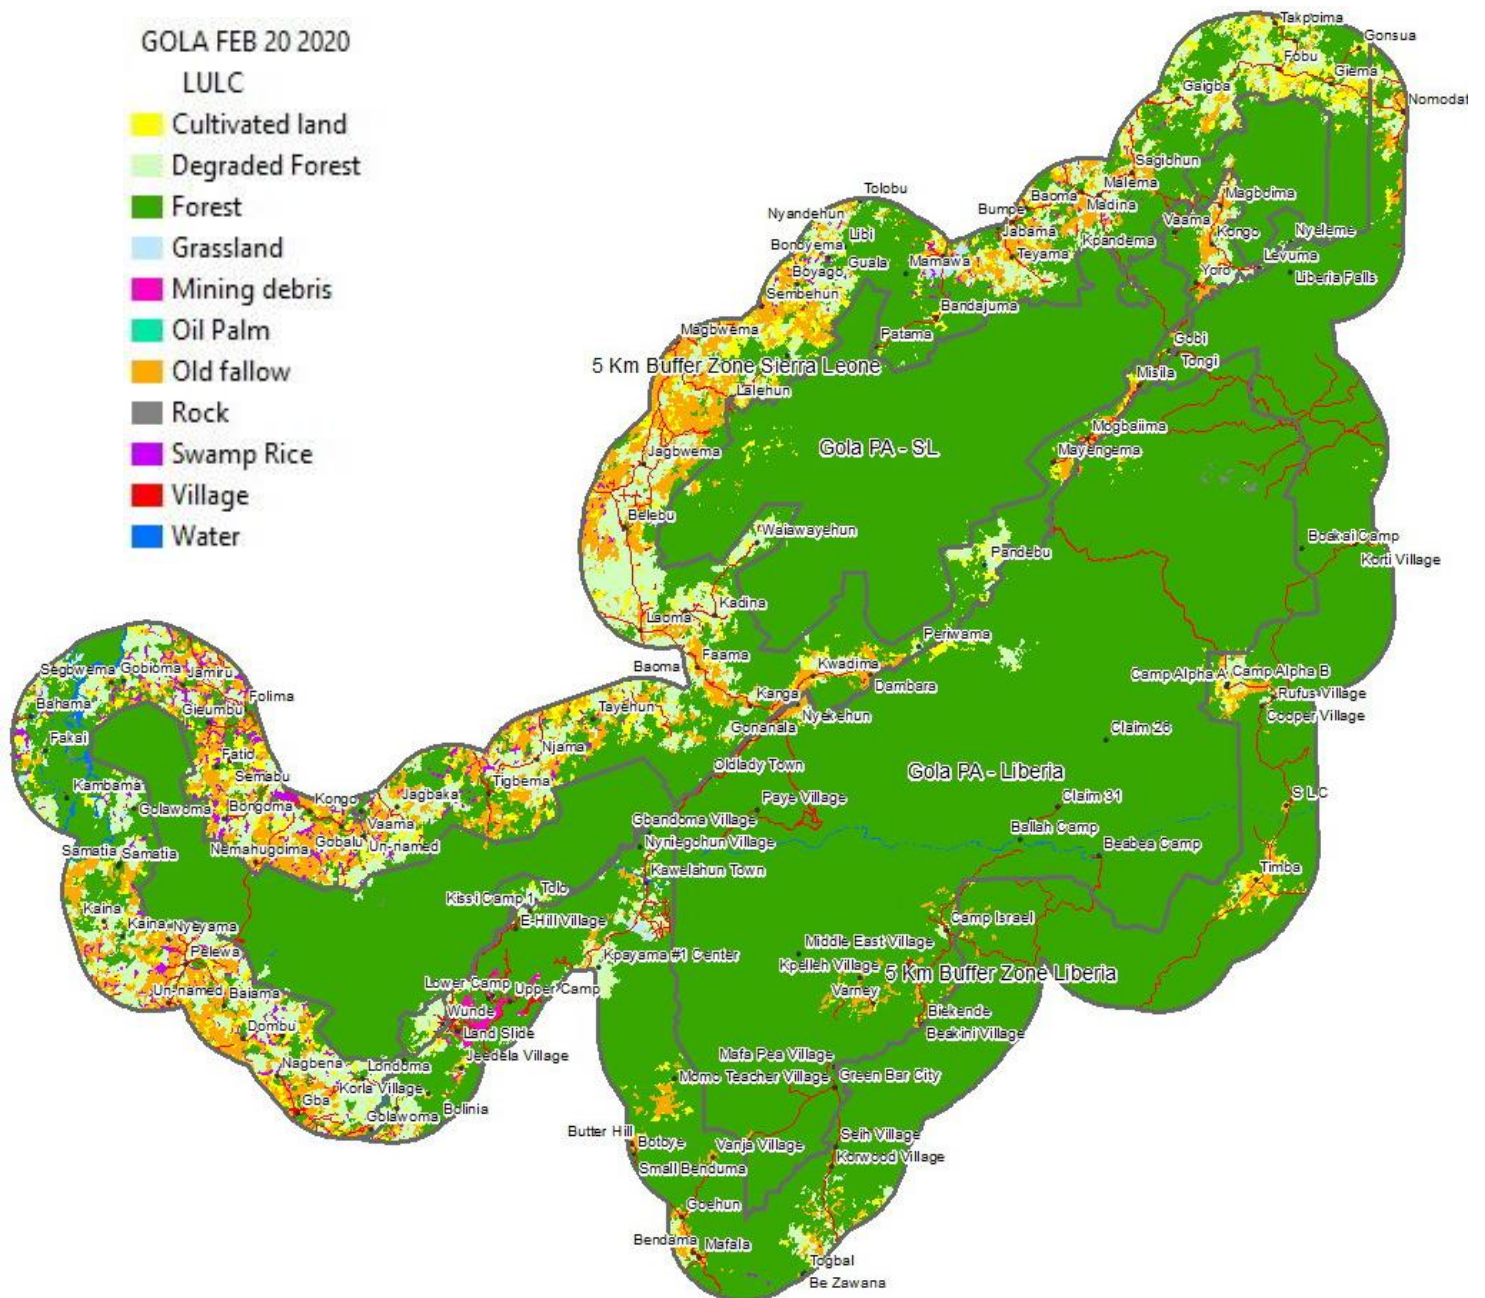 GOLA FEB 20 2020
LULC
Cultivated land
Degraded Forest
Forest
Grassland
Mining debris
Oil Palm
Old fallow
Rock
Swamp Rice
Village
Water
Takpoima
Gonsua
Fobu
Giema
Gaigba
Nomodaf
Sagiohun
Malema
Baoma
Madina
Magboima
Tolobu
Bumpe
Nyandehun
Libi
Jabama
Vaama
Kongo
Nyeleme
Kpandema
Teyama
Levuma
Guala
Mamawa
Boyago,
Yoro
Liberia Falls
Sembehun
Bandajuma
Magbwema
Patama
Gobi
Tongi
5 Km Buffer Zone Sierra Leone
Misila
Lalehun
Mogbaiima
Gola PA - SL
Jagbwema
Mayengema
Belebu
Waiawayehun
Boakai Camp
Pandebu
Korti Village
Kadina
Laoma
Periwama
Baoma
Faama
Kwadima
Segbwema
Gobioma
Jamiru
Camp Alpha A
Camp Alpha B
Dambara
Bahama
Folima
Gieumbu
Kanga
Rufus Village
Nyekehun
Cooper Village
Tayehun
Gonanala
Fakai
Claim 26
Fatid
Njama
Oldlady Town
Gola PA - Liberia
Semabu
Tigbema
Kambama
Jagbaka
S L C
Golawoma
Bongoma
Kongo
Paye Village
Claim 31
Vaama
Gbandoma Village
Ballah Camp
Gobalu
Un-named
Nyniegohun Village
Beabea Camp
Samatia
Samatia
Nemahugoima
Kawelahun Town
Timba
Tolo
Kissi Camp 1
Kaina
Kaina
Nyeyama
E-Hill Village
Camp Israel
Middle East Village
Pelewa
Kpayama #1 Center
Kpelleh Village
5 Km Buffer Zone Liberia
Lower Camp
Upper Camp
Un-named
Baiama
Varney
Wunde
Biekende
Dombu
Land Slide
Beakini Village
Nagbena
Londoma
Jeedela Village
Mafa Pea Village
Korla Village
Momo Teacher Village
Green Bar City
Gba
Golawoma
Bolinia
Butter Hill
Botbye
Vanja Village
Seih Village
Small Benduma
Korwood Village
Goehun
Bendama
Mafala
Togbal
Be Zawana